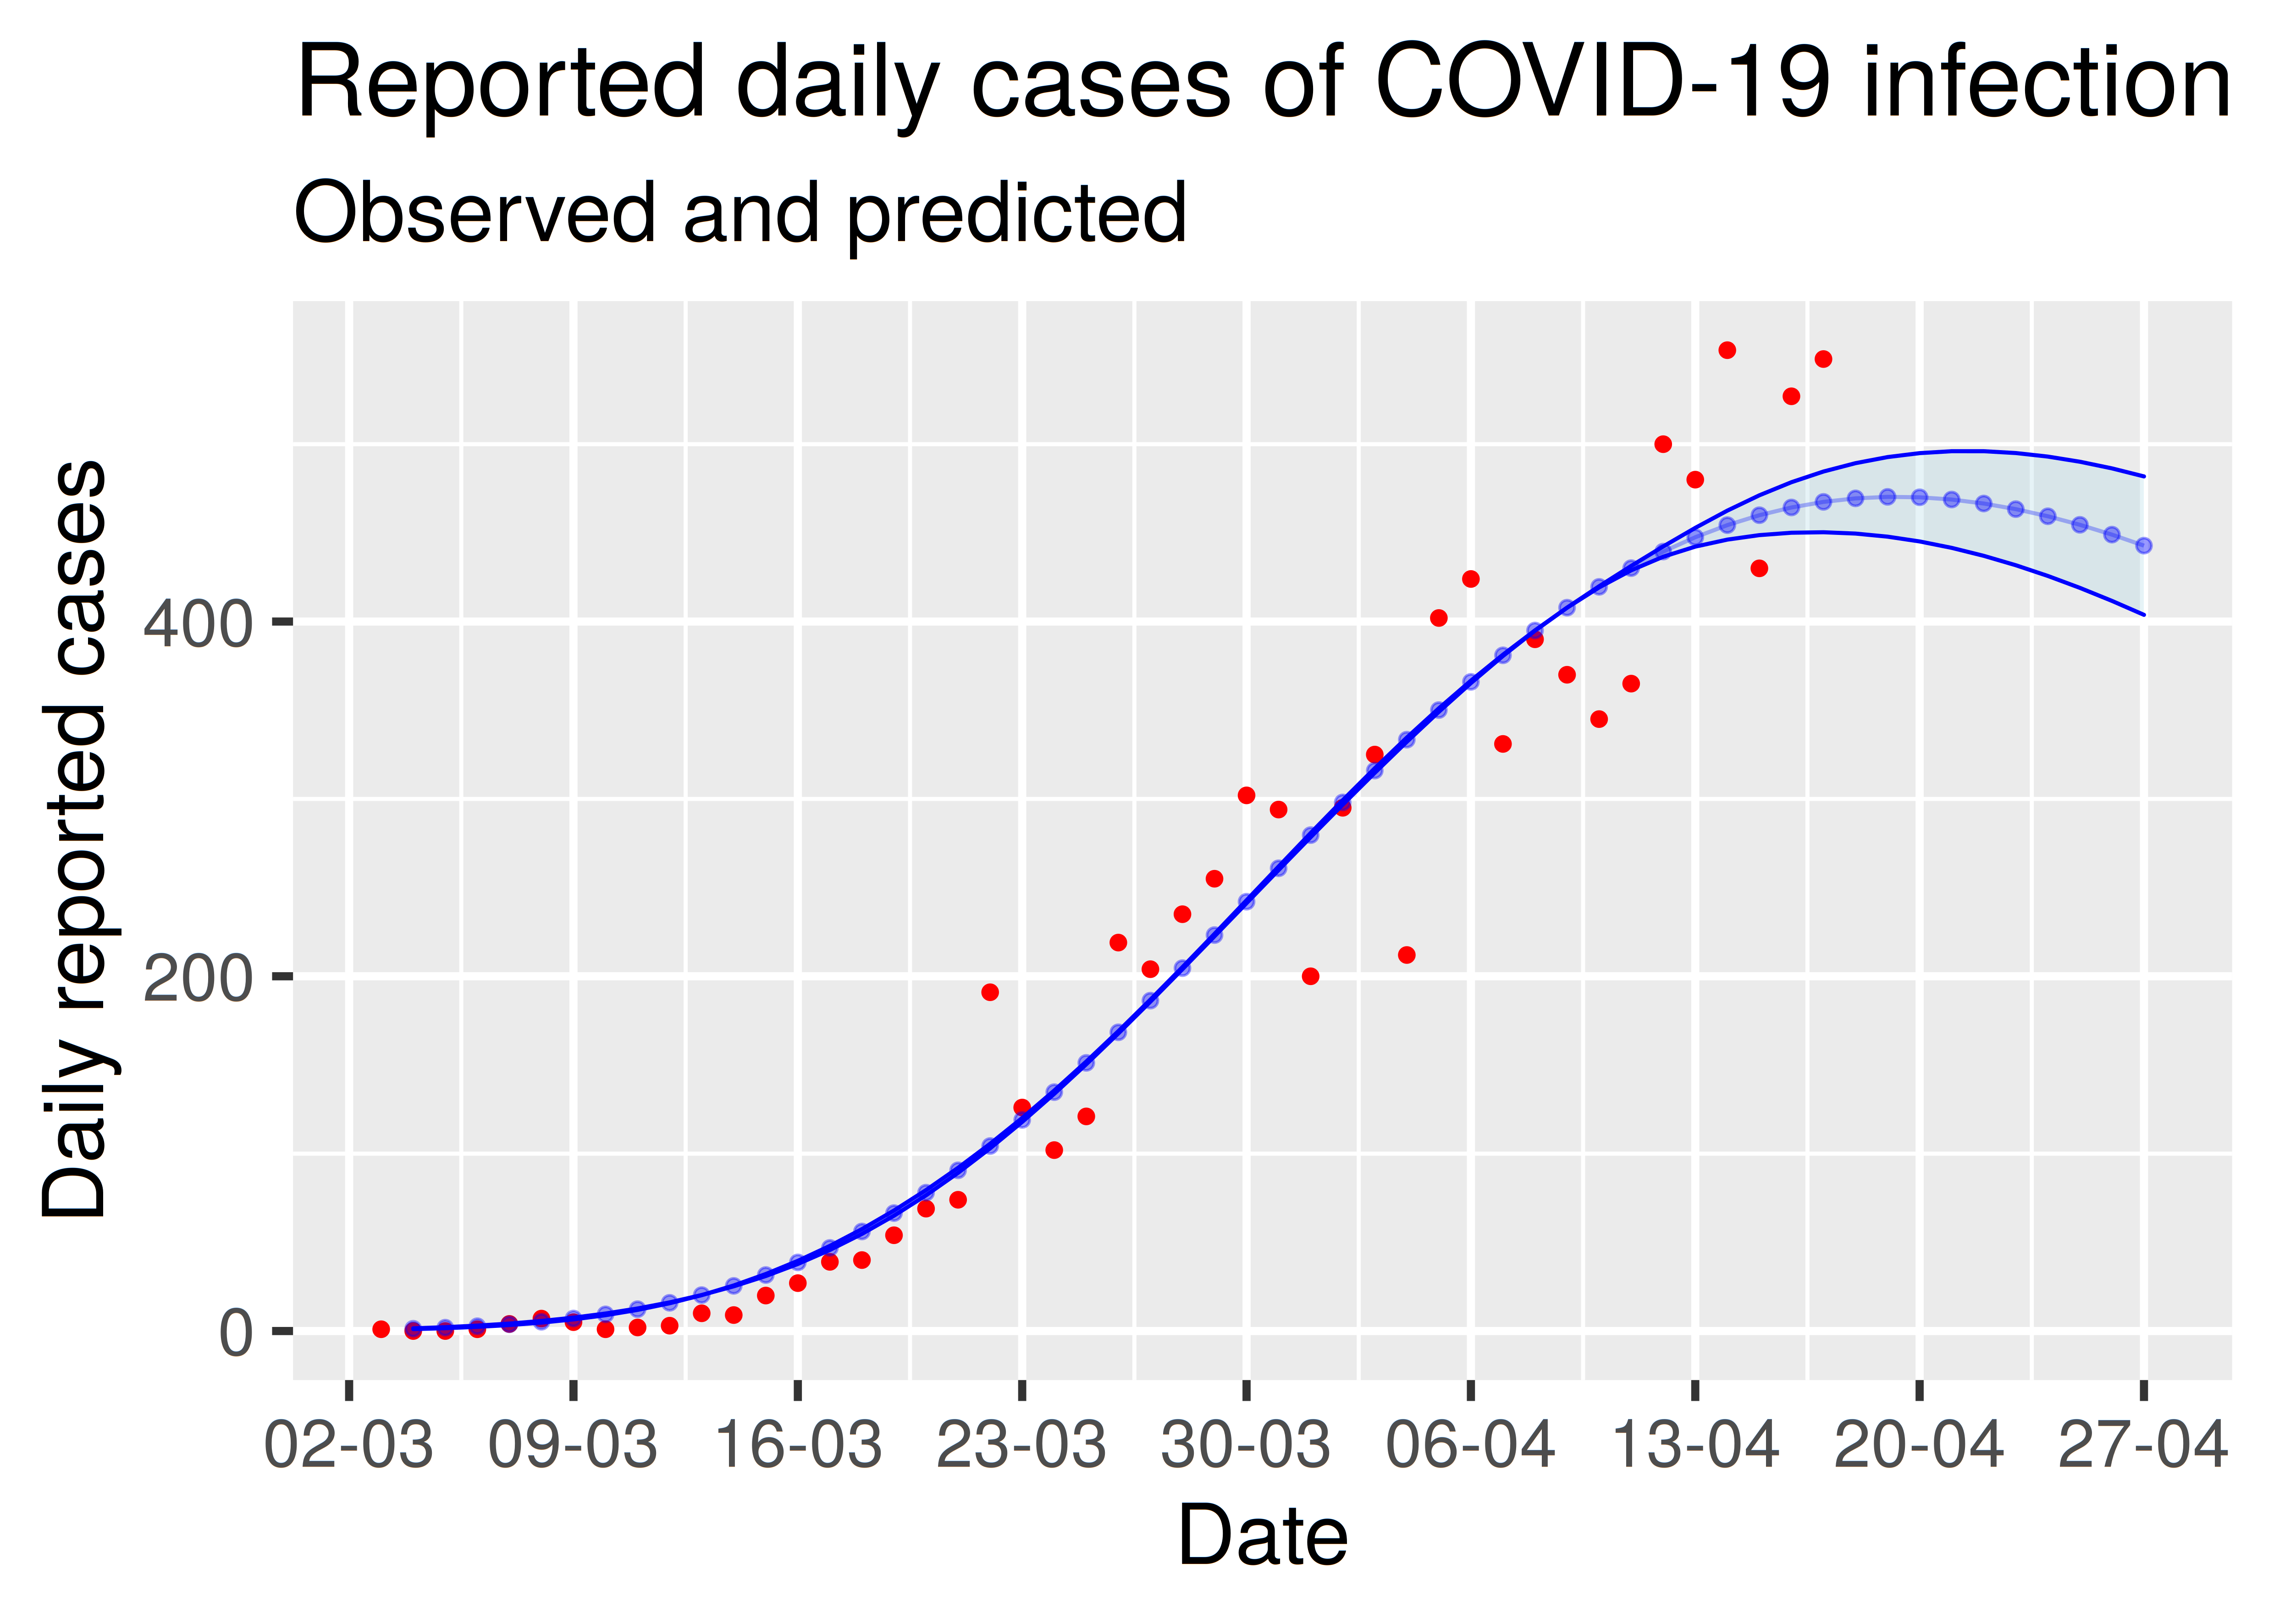 Reported daily cases of COVID-19 infection
Observed and predicted
Daily reported cases
400
200
0
02-03 09-03 16-03 23-03 30-03 06-04 13-04 20-04 27-04
Date